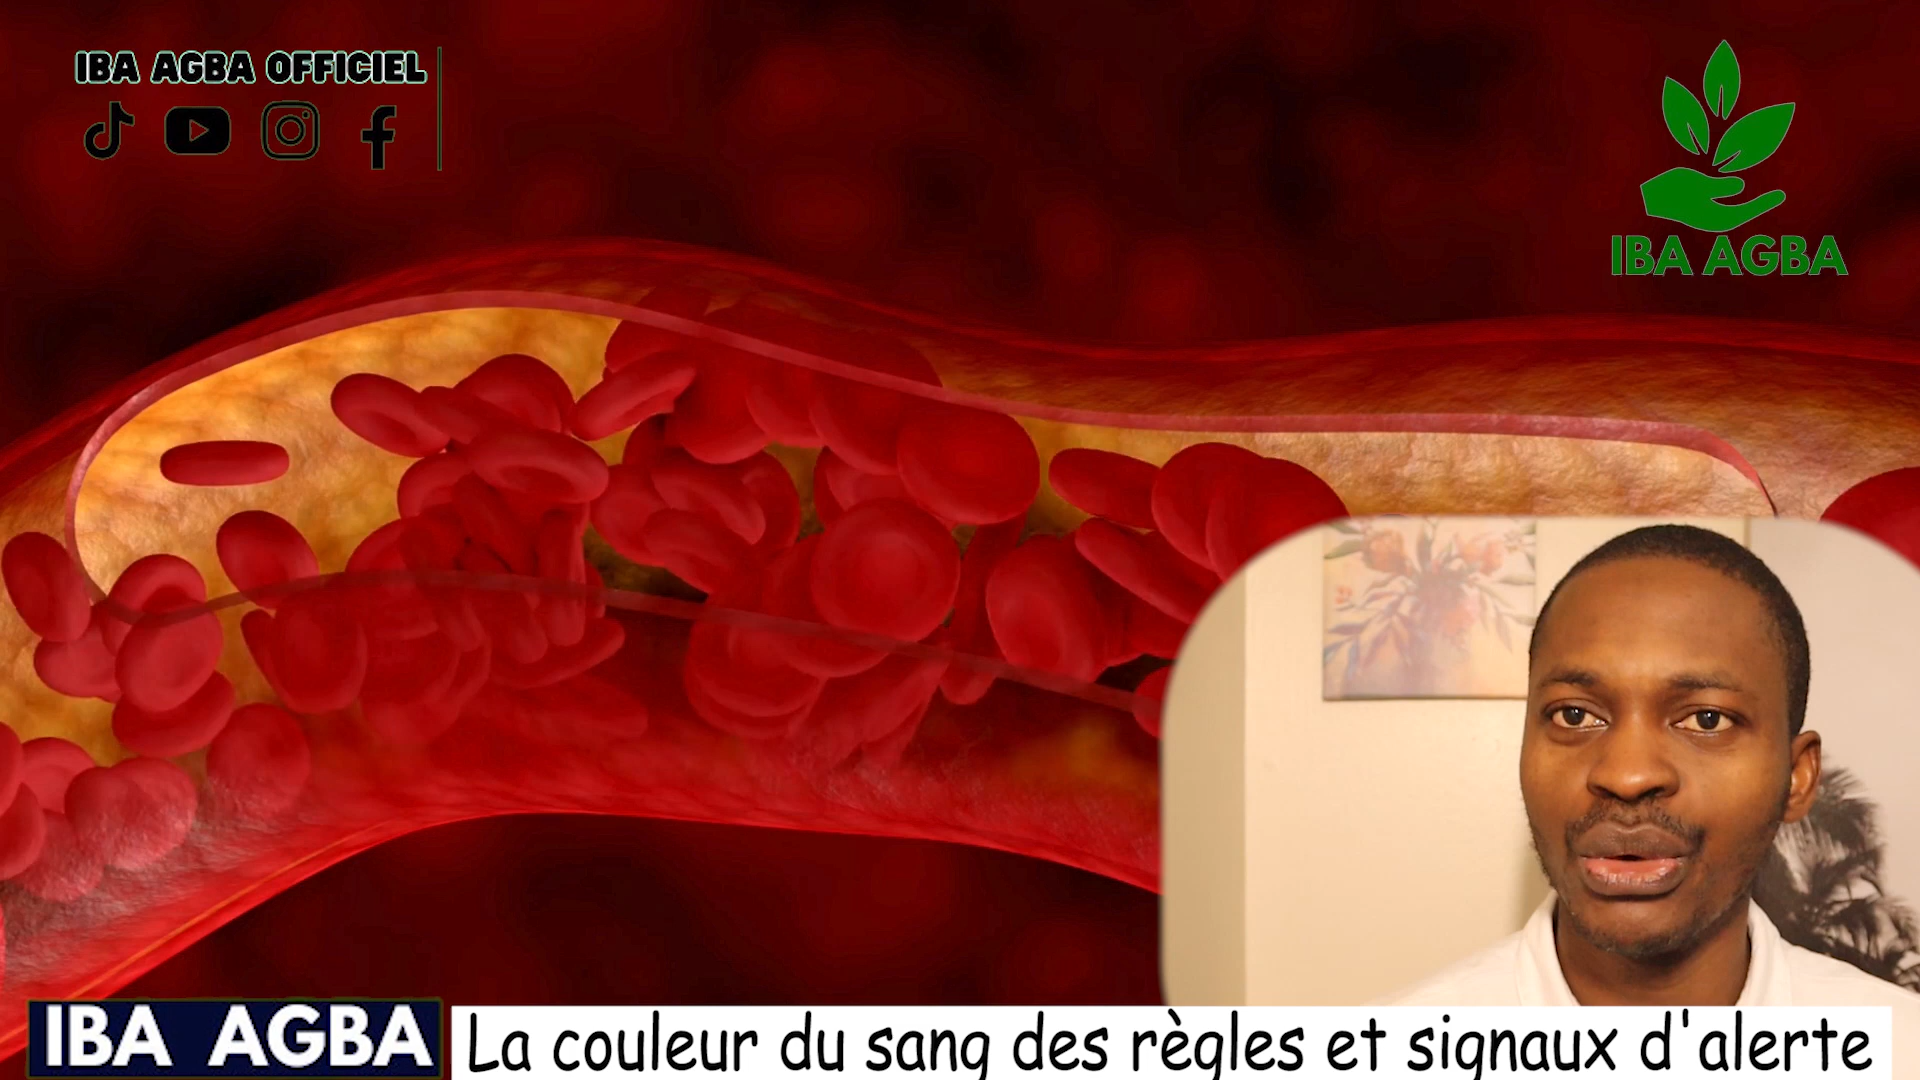 IBA AGBA OFFICIEL
IBA AGBA
IBA AGBA
La couleur du sang des règles et signaux d'alerte